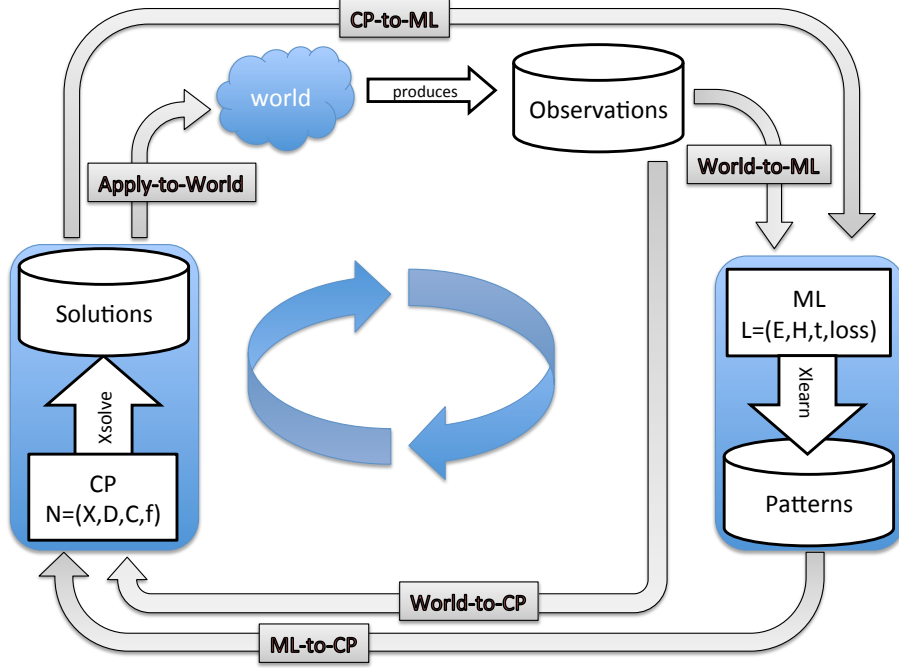 CP-to-ML
world
produces
Observations
Apply-to-World
World-to-ML
Solutions
Xsolve
CP
N=(X,D,C,f)
ML
L=(E,H,t,loss)
Xlearn
Patterns
World-to-CP
ML-to-CP